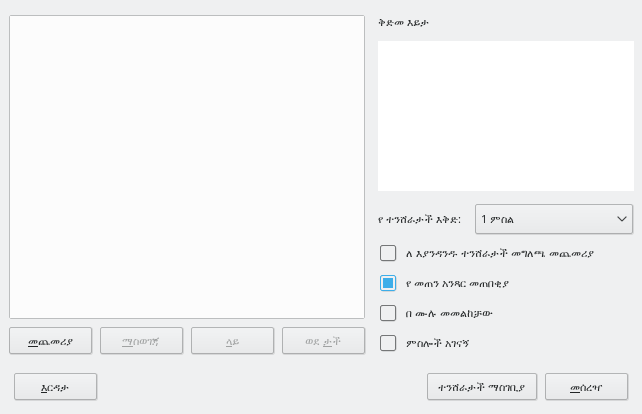 ቅድመ እይታ
የ ተንሸራታች እቅድ:
1 ምስል
ለ እያንዳንዱ ተንሸራታች መግለጫ መጨመሪያ
የ መጠን አንጻር መጠበቂያ
በ ሙሉ መመልከቻው
ምስሎች አገናኝ
መጨመሪያ
ማስወገጃ
ላይ
ወደ ታች
እርዳታ
ተንሸራታች ማስገቢያ
መሰረዣ